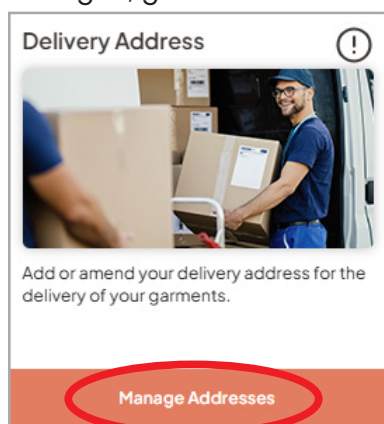 Delivery Address
!
Add or amend your delivery address for the
delivery of your garments.
Manage Addresses